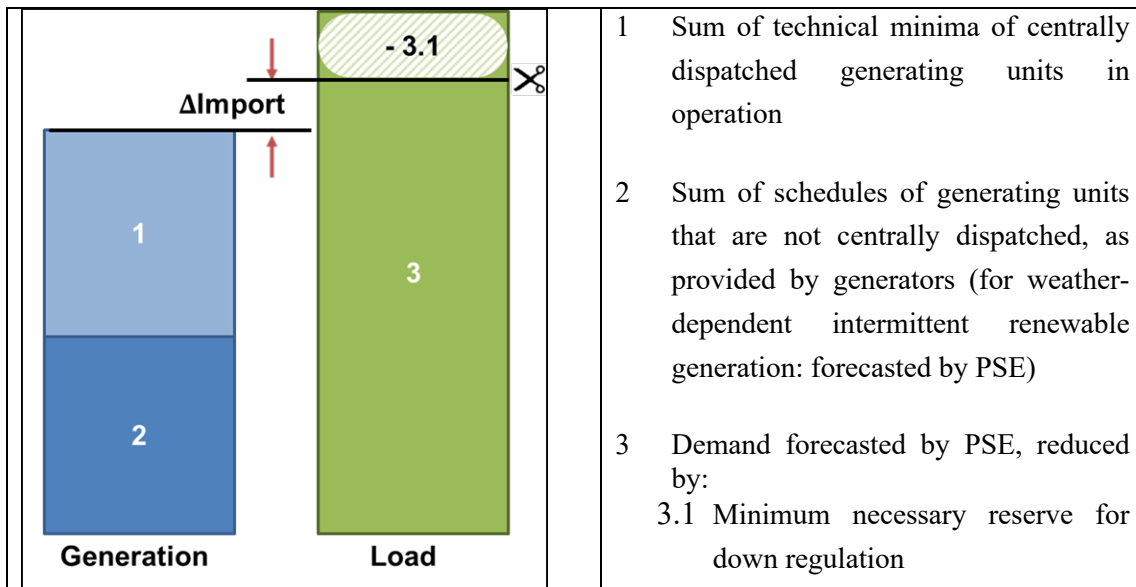 - 3.1
ΔImport
1
3
2
Generation
Load
1 Sum of technical minima of centrally
dispatched generating units in
operation
2 Sum of schedules of generating units
that are not centrally dispatched, as
provided by generators (for weather-
dependent intermittent renewable
generation: forecasted by PSE)
3 Demand forecasted by PSE, reduced
by:
3.1 Minimum necessary reserve for
down regulation